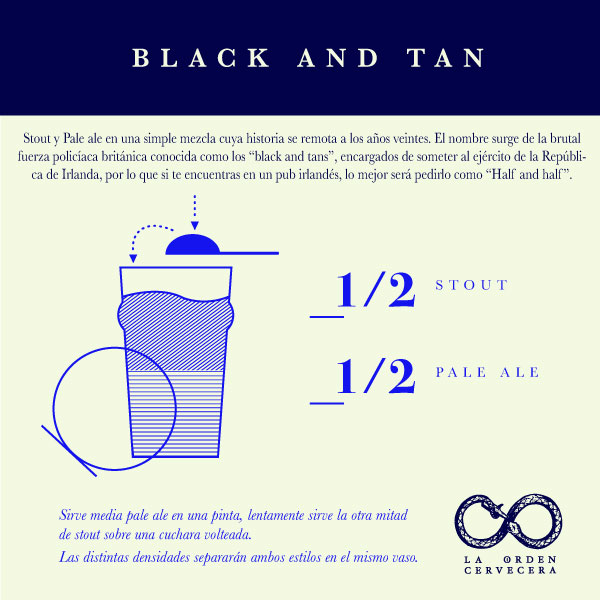 BLACK AND TAN
Stout y Pale ale en una simple mezcla cuya historia se remota a los años veintes. El nombre surge de la brutal
fuerza policíaca británica conocida como los “black and tans”, encargados de someter al ejército de la Repúbli-
ca de Irlanda, por lo que si te encuentras en un pub irlandés, lo mejor será pedirlo como “Half and half”.
1/2 STOUT
1/2 PALE ALE
Sirve media pale ale en una pinta, lentamente sirve la otra mitad
de stout sobre una cuchara volteada.
Las distintas densidades separarán ambos estilos en el mismo vaso.
LA ORDEN
CERVECERA